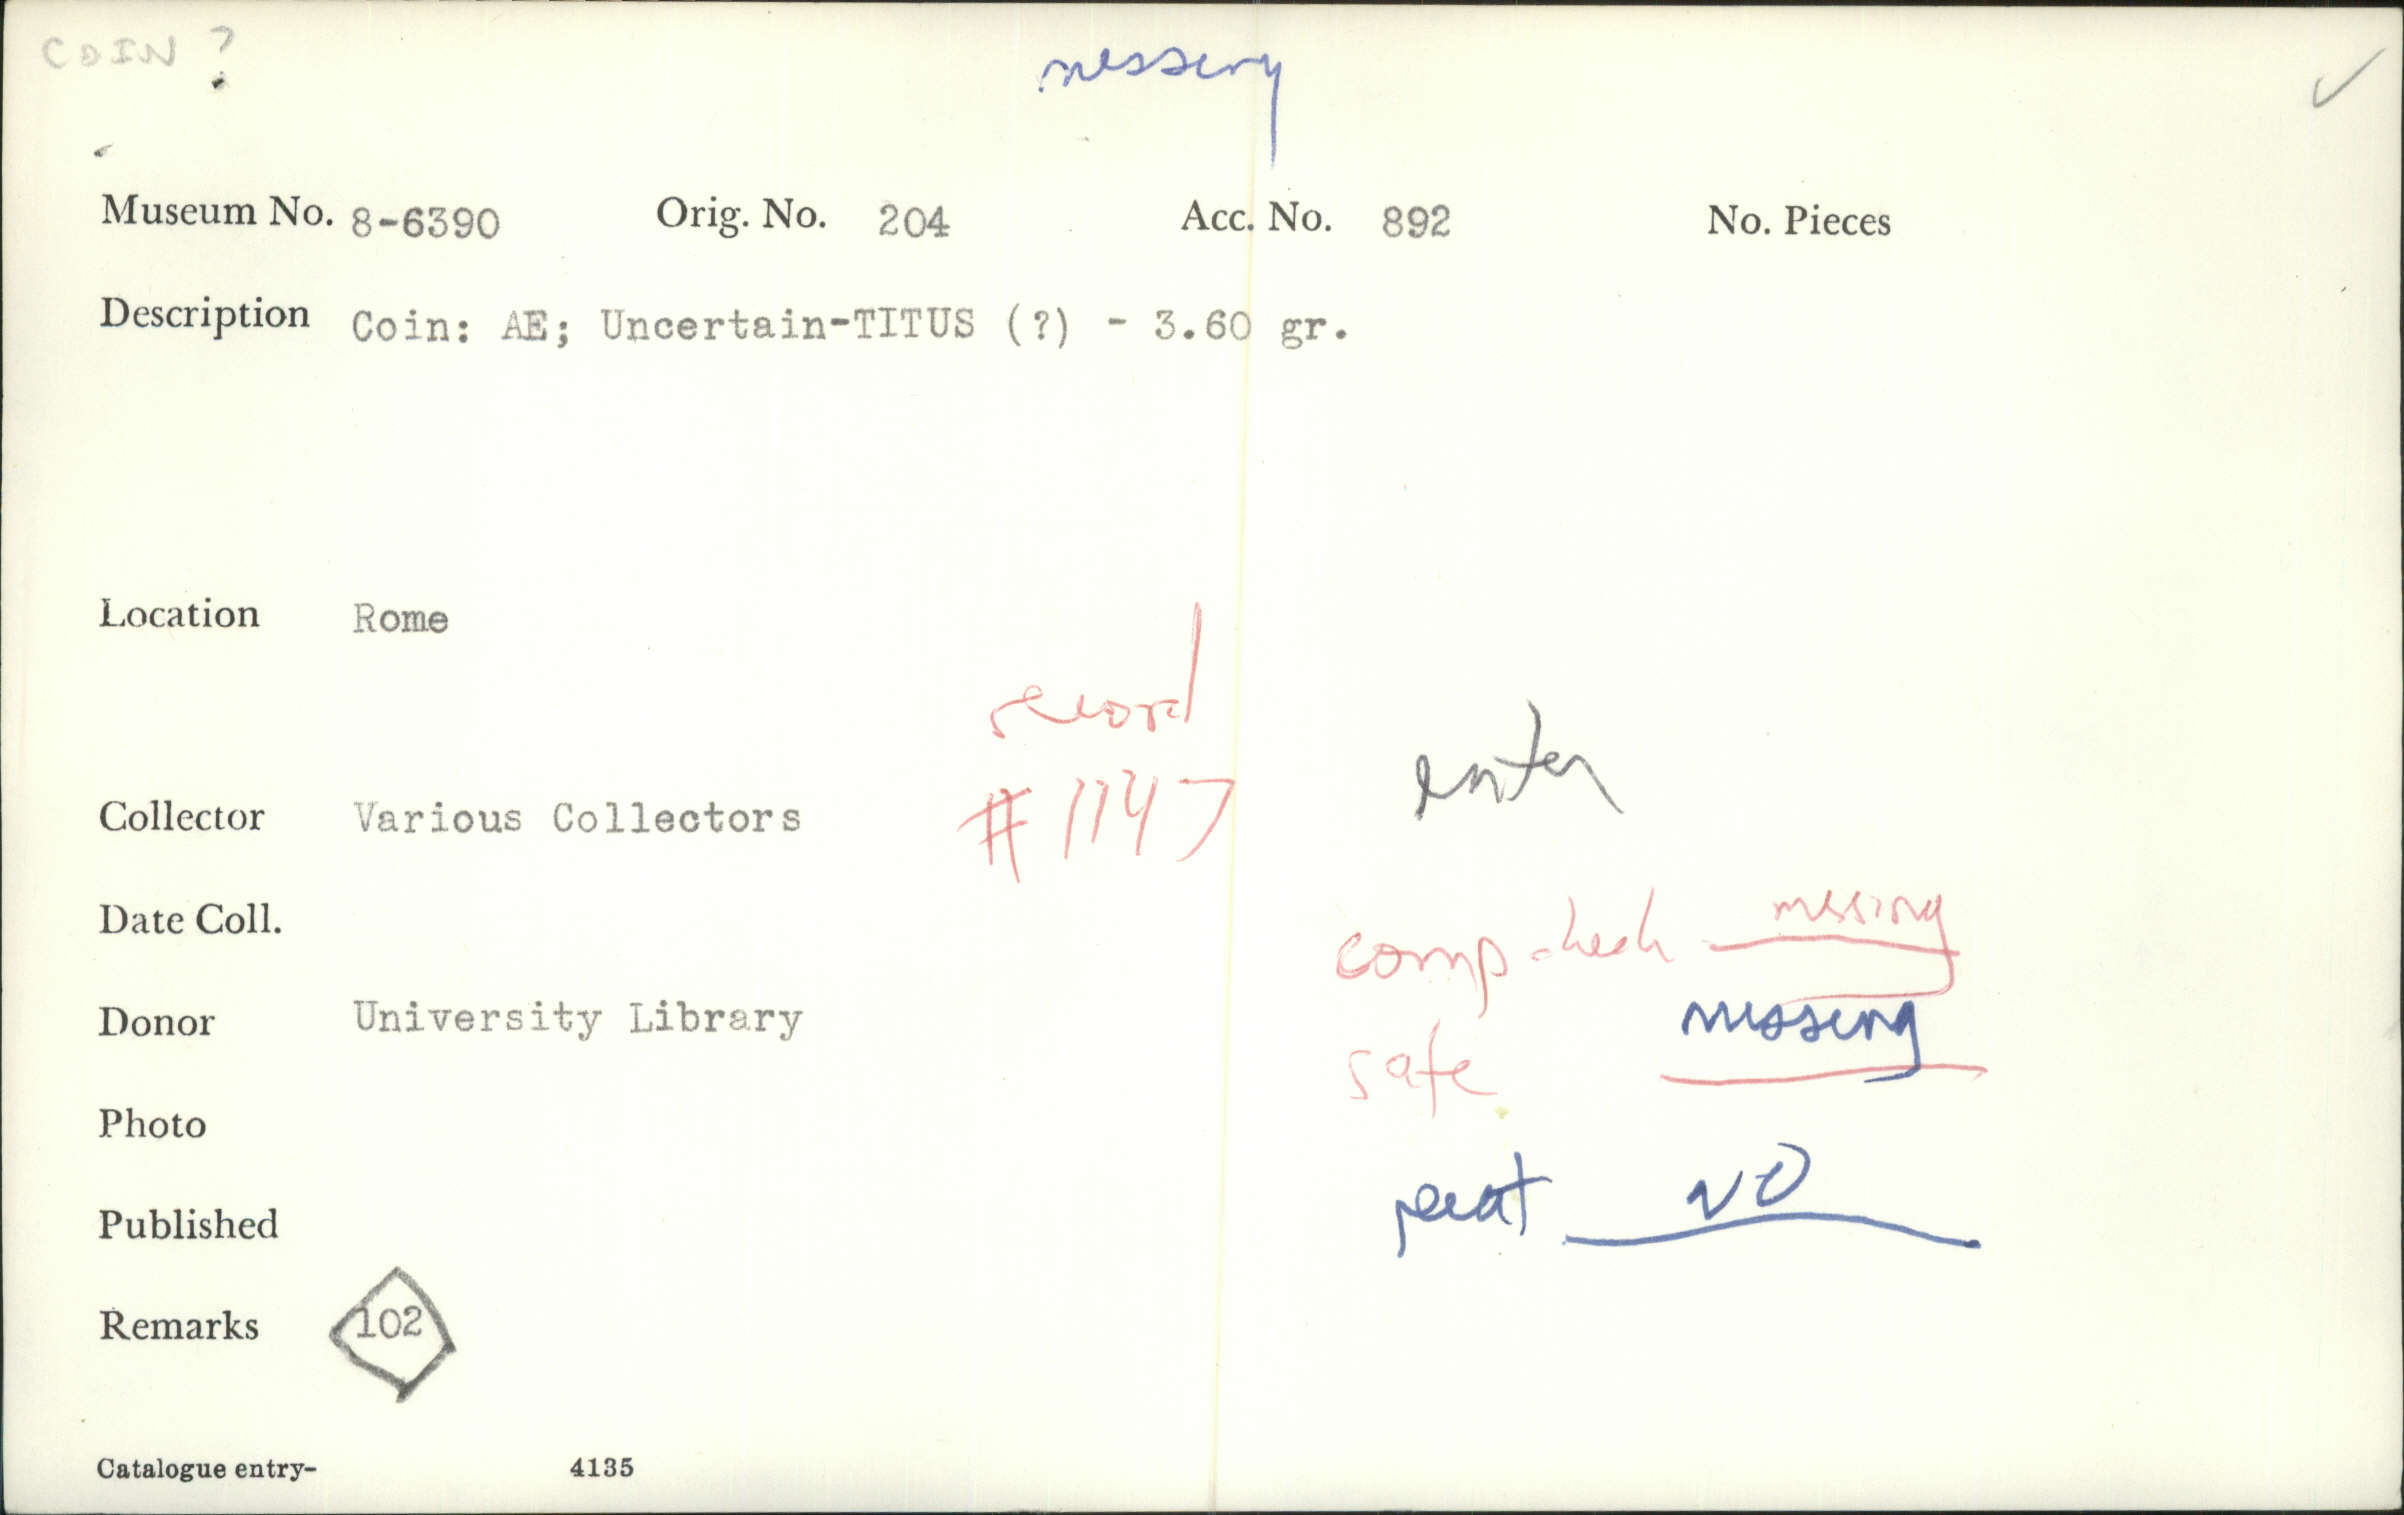 COIN ?
missing
Museum No. 8-6390 Orig. No. 204 Acc. No. 892 No. Pieces
Description Coin: AE; Uncertain-TITUS (?) - 3.60 gr.
Location Rome
record
# 1147
enter
Collector Various Collectors
comp check missing
Date Coll.
Donor University Library
safe missing
Photo
NO
Published
Remarks 102
Catalogue entry- 4135